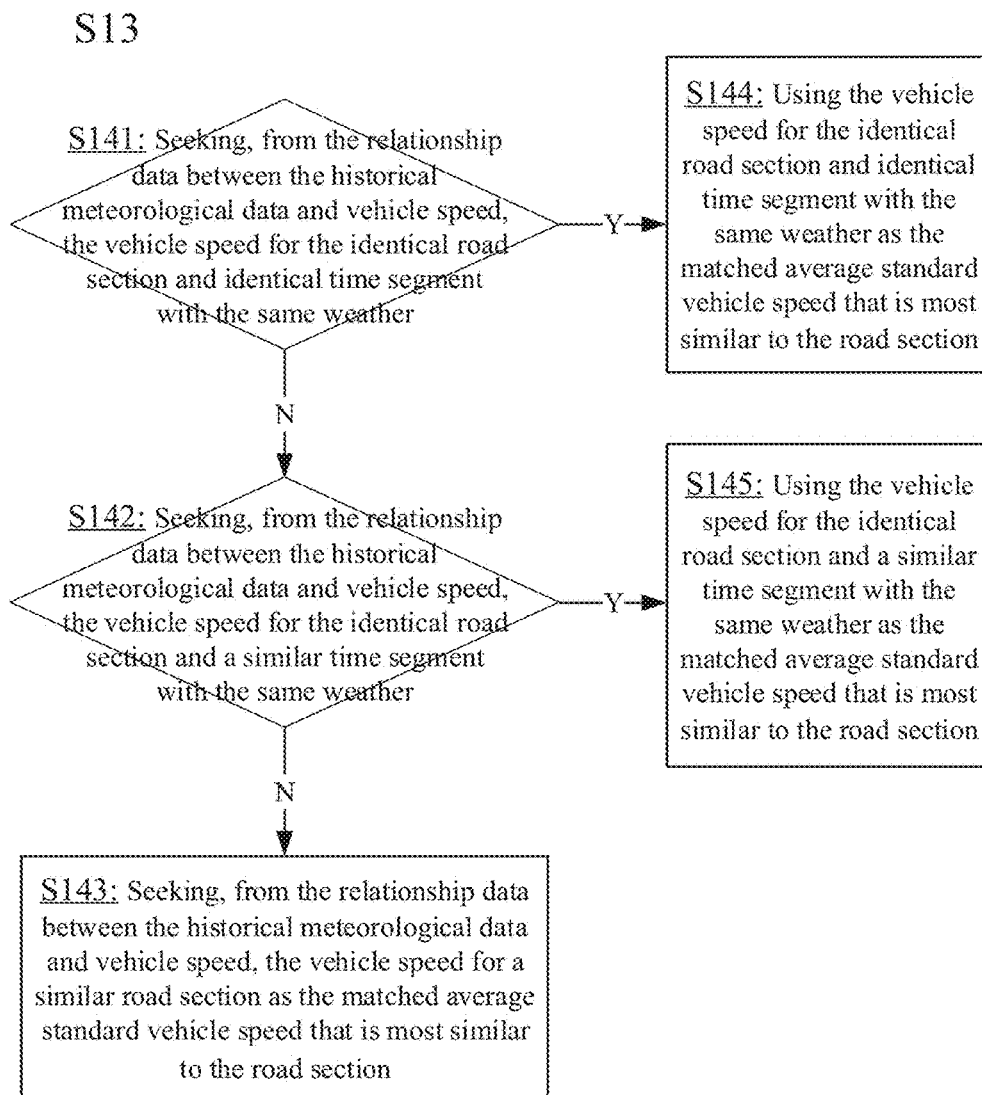 S13
S141: Seeking, from the relationship
data between the historical
meteorological data and vehicle speed,
the vehicle speed for the identical road
section and identical time segment
with the same weather
Y
S144: Using the vehicle
speed for the identical
road section and identical
time segment with the
same weather as the
matched average standard
vehicle speed that is most
similar to the road section
N
S142: Seeking, from the relationship
data between the historical
meteorological data and vehicle speed,
the vehicle speed for the identical road
section and a similar time segment
with the same weather
Y
S145: Using the vehicle
speed for the identical
road section and a similar
time segment with the
same weather as the
matched average standard
vehicle speed that is most
similar to the road section
N
S143: Seeking, from the relationship data
between the historical meteorological data
and vehicle speed, the vehicle speed for a
similar road section as the matched average
standard vehicle speed that is most similar
to the road section